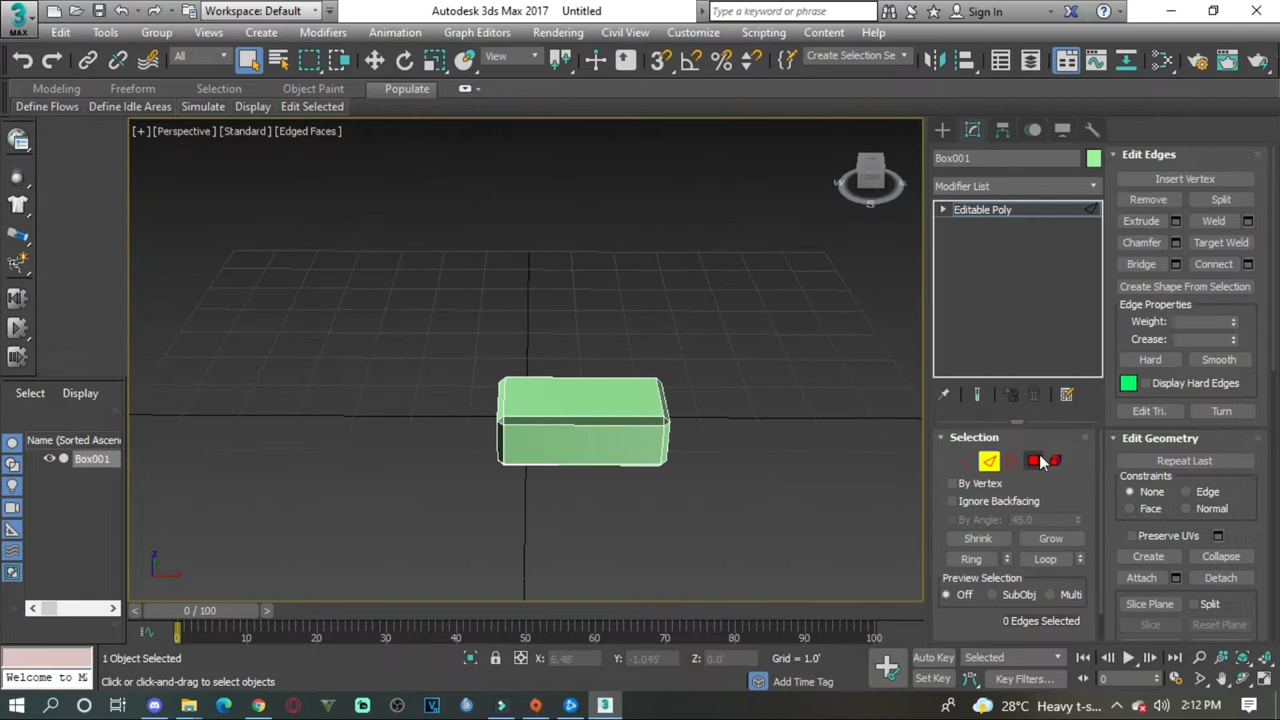 Workspace: Default
Autodesk 3ds Max 2017 Untitled
Type a keyword or phrase
Sign In
MAX
Edit Tools Group Views Create Modifiers Animation Graph Editors Rendering Civil View Customize Scripting Content Help
All
View
Create Selection Se
Modeling Freeform Selection Object Paint Populate
Define Flows Define Idle Areas Simulate Display Edit Selected
[+] [Perspective] [Standard] [Edged Faces]
W
S
Box001
Modifier List
Editable Poly
Edit Edges
Insert Vertex
Remove Split
Extrude Weld
Chamfer Target Weld
Bridge Connect
Create Shape From Selection
Edge Properties
Weight:
Crease:
Hard Smooth
Display Hard Edges
Edit Tri. Turn
Select Display
Name (Sorted Ascen
Box001
Selection
By Vertex
Ignore Backfacing
By Angle: 45.0
Shrink Grow
Ring Loop
Preview Selection
Off SubObj Multi
0 Edges Selected
Edit Geometry
Repeat Last
Constraints
None Edge
Face Normal
Preserve UVs
Create Collapse
Attach Detach
Slice Plane Split
Slice Reset Plane
z
0 / 100
0 10 20 30 40 50 60 70 80 90 100
1 Object Selected
X: 6.48' Y: -1.045' Z: 0.0' Grid = 1.0'
Auto Key Selected
Welcome to M
Click or click-and-drag to select objects
Add Time Tag
Set Key Key Filters... 0
28°C Heavy t-s... 2:12 PM